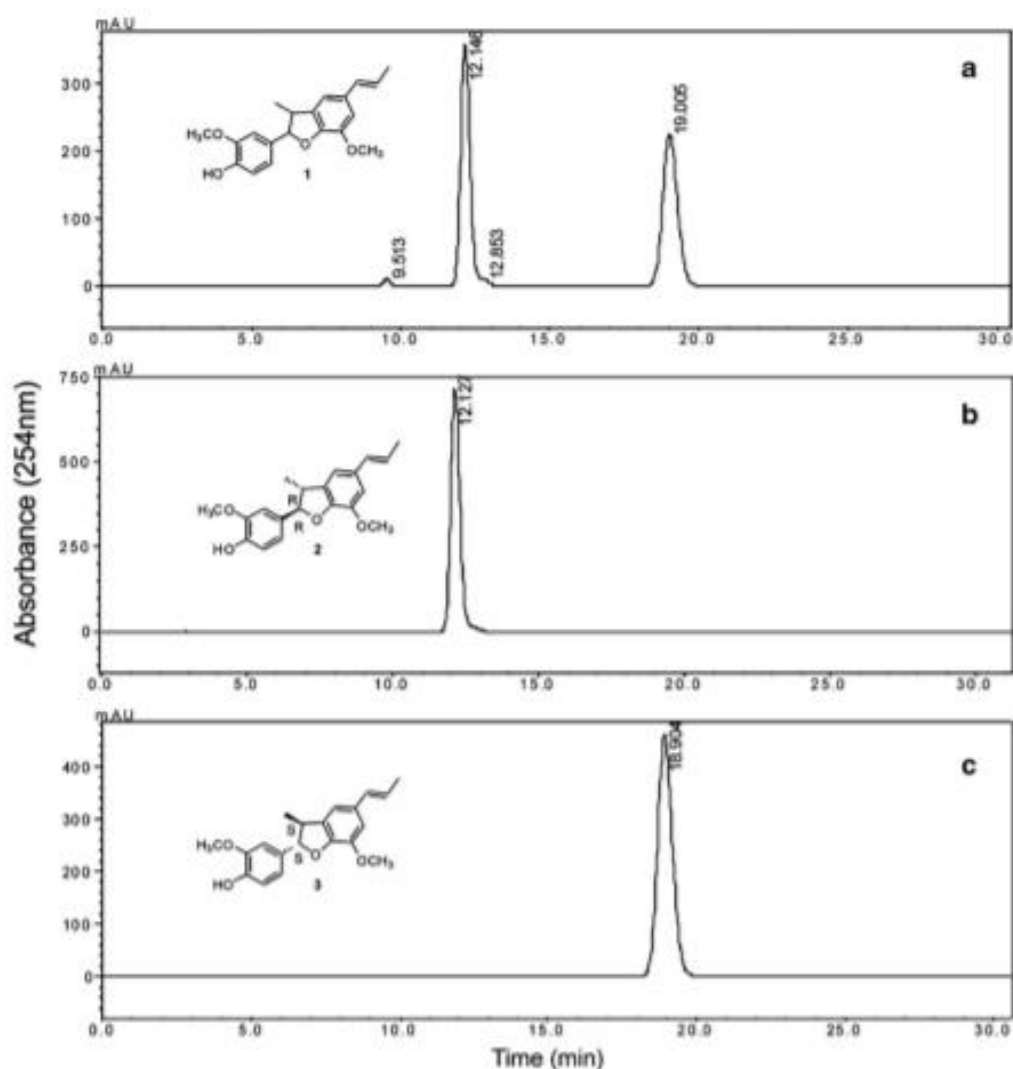 mAU
a
300
200
100
0
9.513
12.146
12.853
19.005
H₃CO
HO
O
OCH₃
1
0.0 5.0 10.0 15.0 20.0 25.0 30.0
mAU
b
750
500
250
0
12.127
H₃CO
HO
R
R
O
OCH₃
2
0.0 5.0 10.0 15.0 20.0 25.0 30.0
mAU
c
400
300
200
100
0
18.904
H₃CO
HO
S
S
O
OCH₃
3
0.0 5.0 10.0 15.0 20.0 25.0 30.0
Absorbance (254nm)
Time (min)